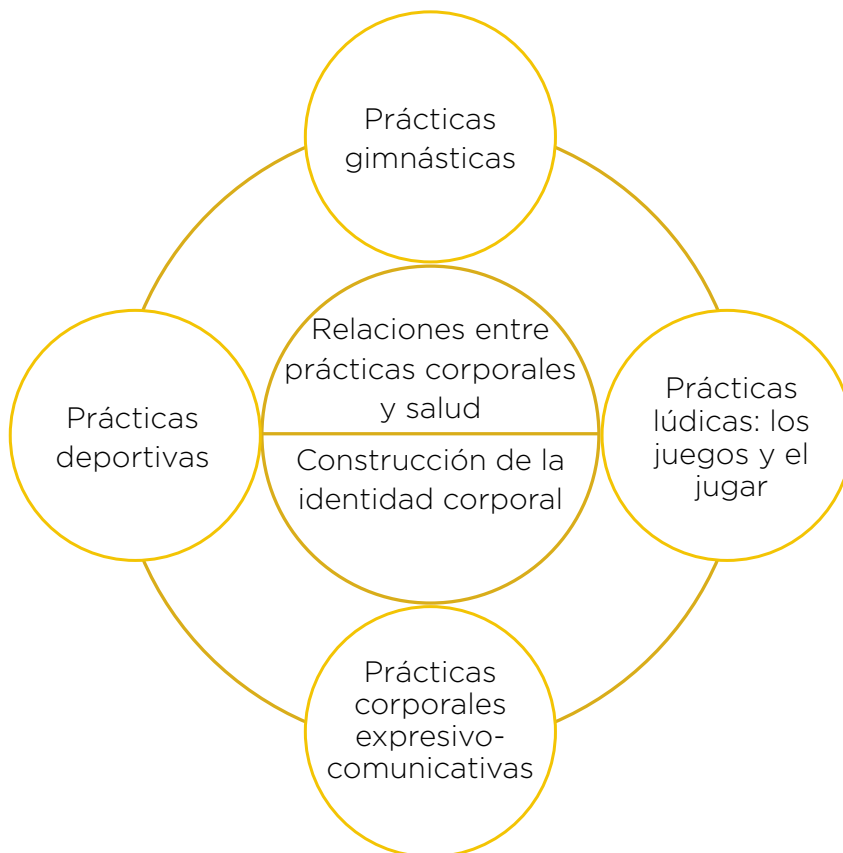 Prácticas
gimnásticas
Relaciones entre
prácticas corporales
y salud
Construcción de la
identidad corporal
Prácticas
deportivas
Prácticas
lúdicas: los
juegos y el
jugar
Prácticas
corporales
expresivo-
comunicativas